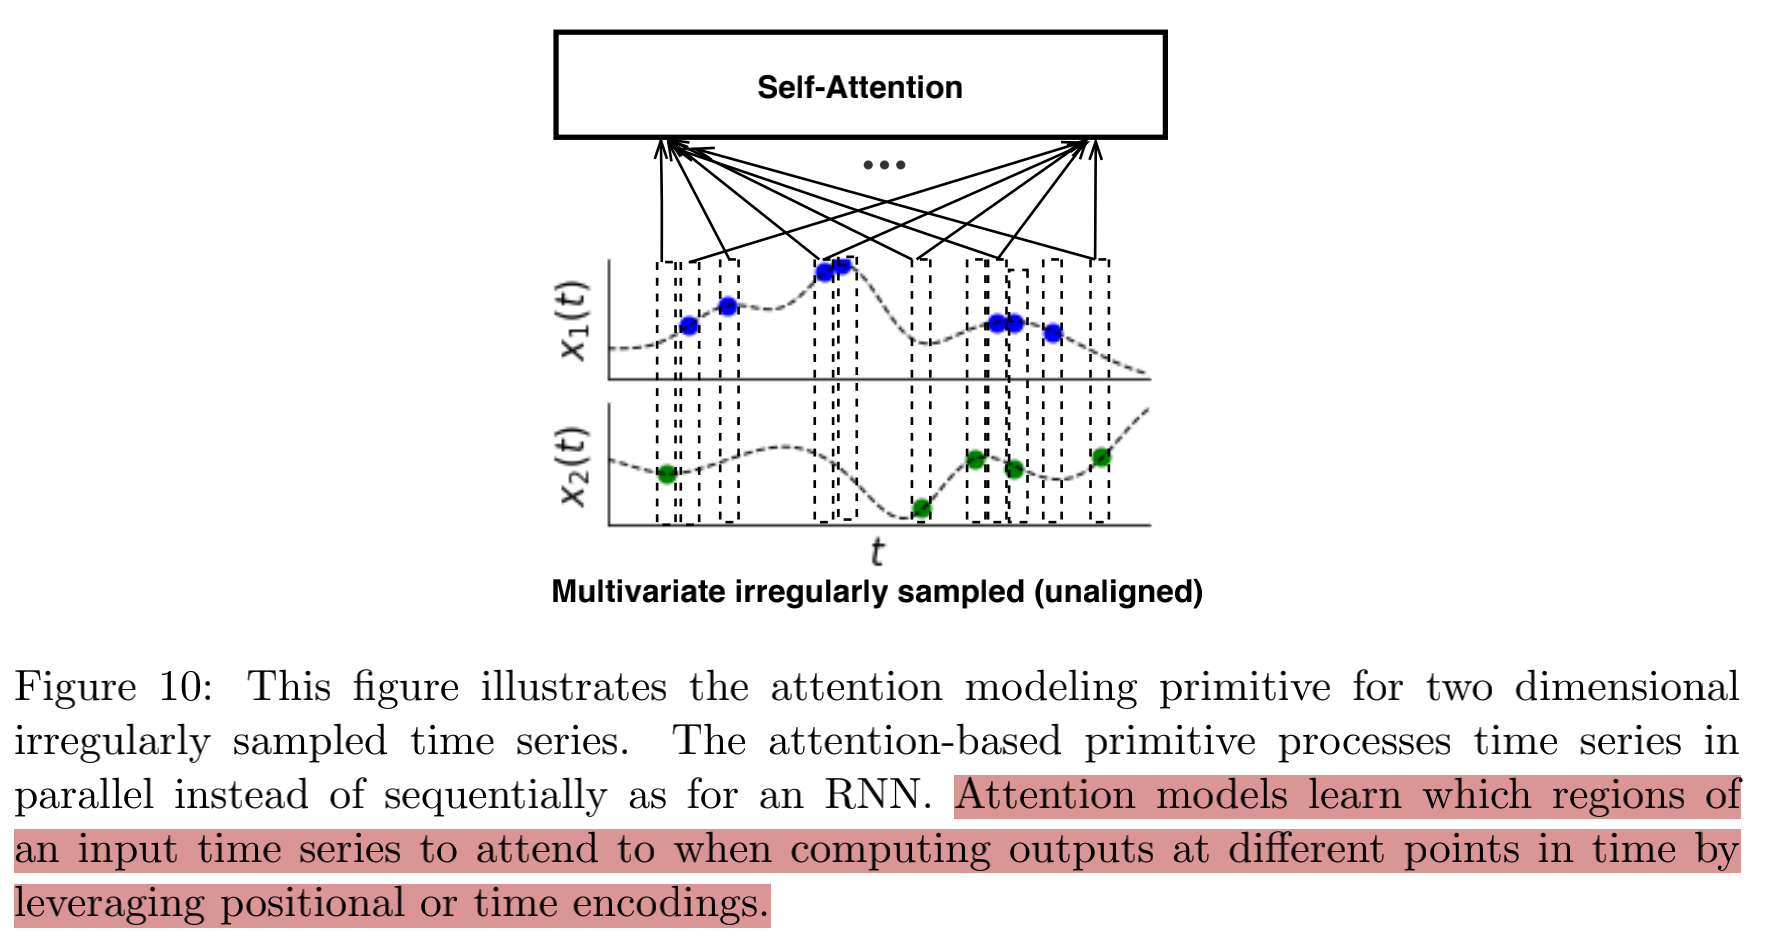 Self-Attention
...
x₁(t)
x₂(t)
t
Multivariate irregularly sampled (unaligned)
Figure 10: This figure illustrates the attention modeling primitive for two dimensional
irregularly sampled time series. The attention-based primitive processes time series in
parallel instead of sequentially as for an RNN. Attention models learn which regions of
an input time series to attend to when computing outputs at different points in time by
leveraging positional or time encodings.